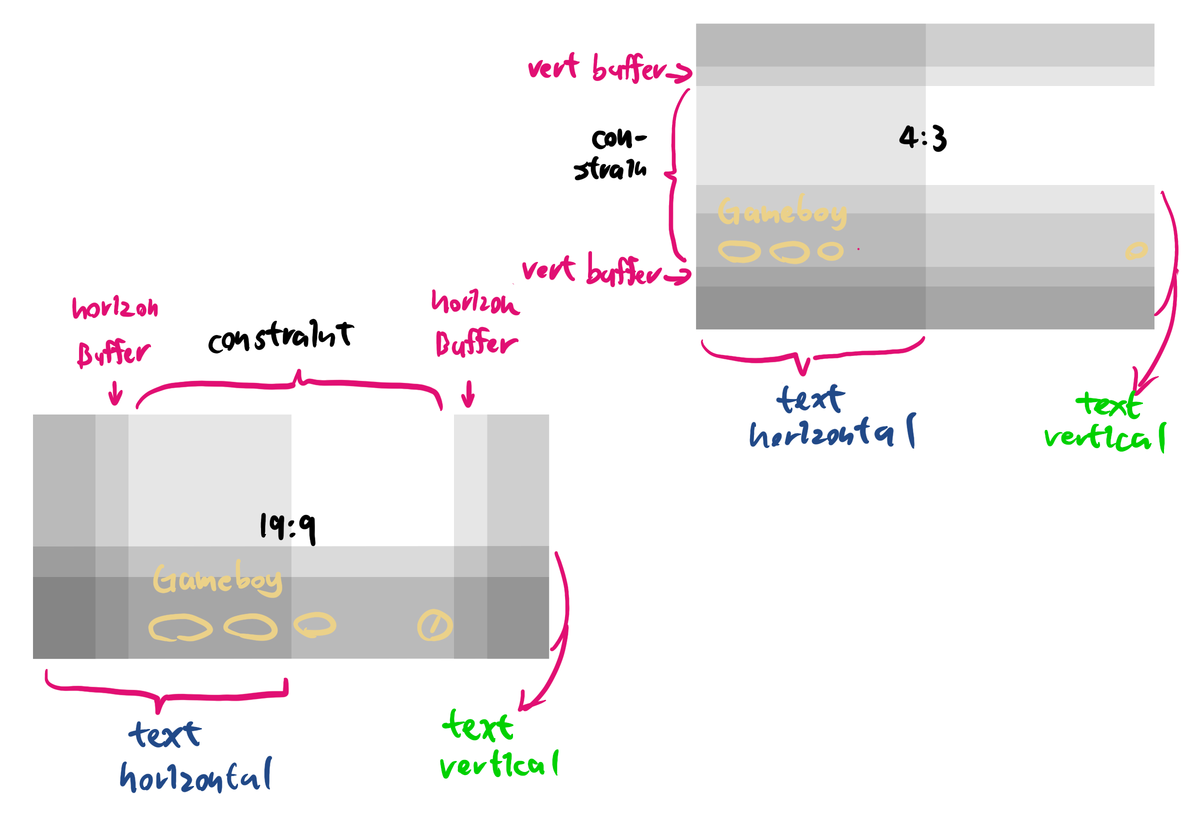 vert buffer
con-
strain
4:3
Gameboy
vert buffer
text
horizontal
text
vertical
horizon
Buffer
constraint
horizon
Buffer
19:9
Gameboy
text
horizontal
text
vertical